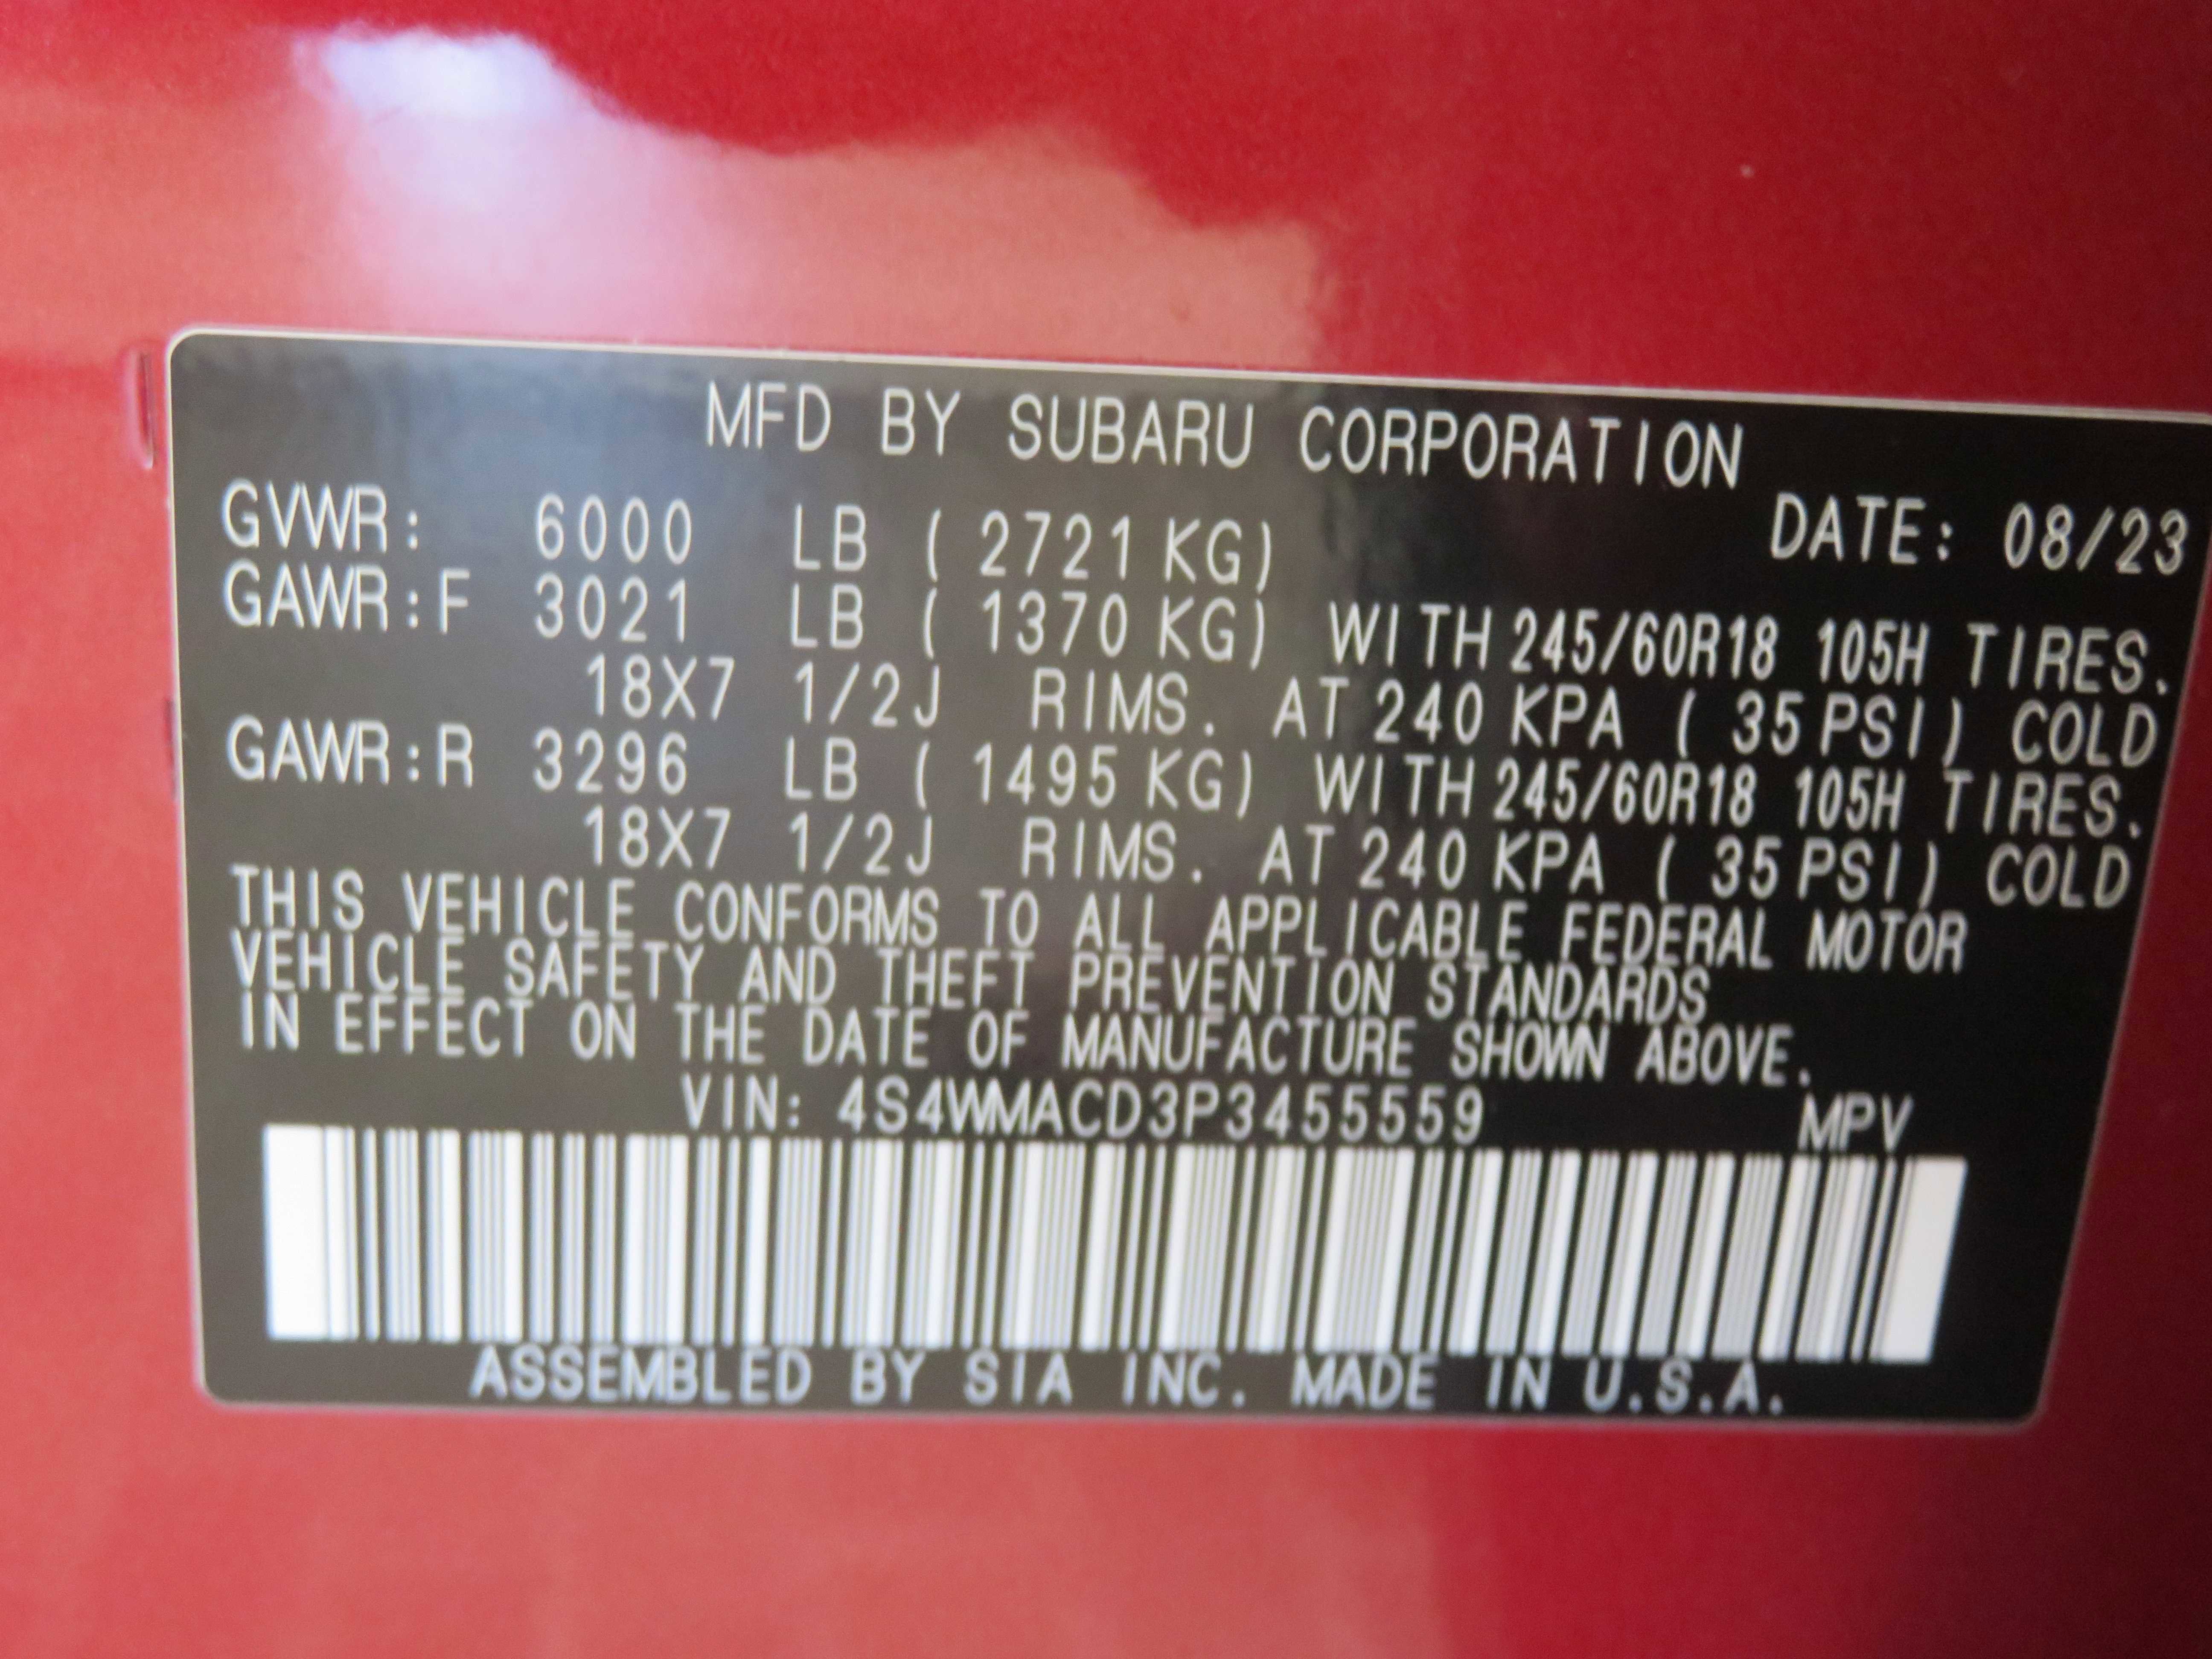 MFD BY SUBARU CORPORATION
GVWR: 6000 LB ( 2721 KG) DATE: 08/23
GAWR:F 3021 LB ( 1370 KG) WITH 245/60R18 105H TIRES.
18X7 1/2J RIMS. AT 240 KPA ( 35 PSI) COLD
GAWR:R 3296 LB ( 1495 KG) WITH 245/60R18 105H TIRES.
18X7 1/2J RIMS. AT 240 KPA ( 35 PSI) COLD
THIS VEHICLE CONFORMS TO ALL APPLICABLE FEDERAL MOTOR
VEHICLE SAFETY AND THEFT PREVENTION STANDARDS
IN EFFECT ON THE DATE OF MANUFACTURE SHOWN ABOVE.
VIN: 4S4WMACD3P3455559 MPV
ASSEMBLED BY SIA INC. MADE IN U.S.A.